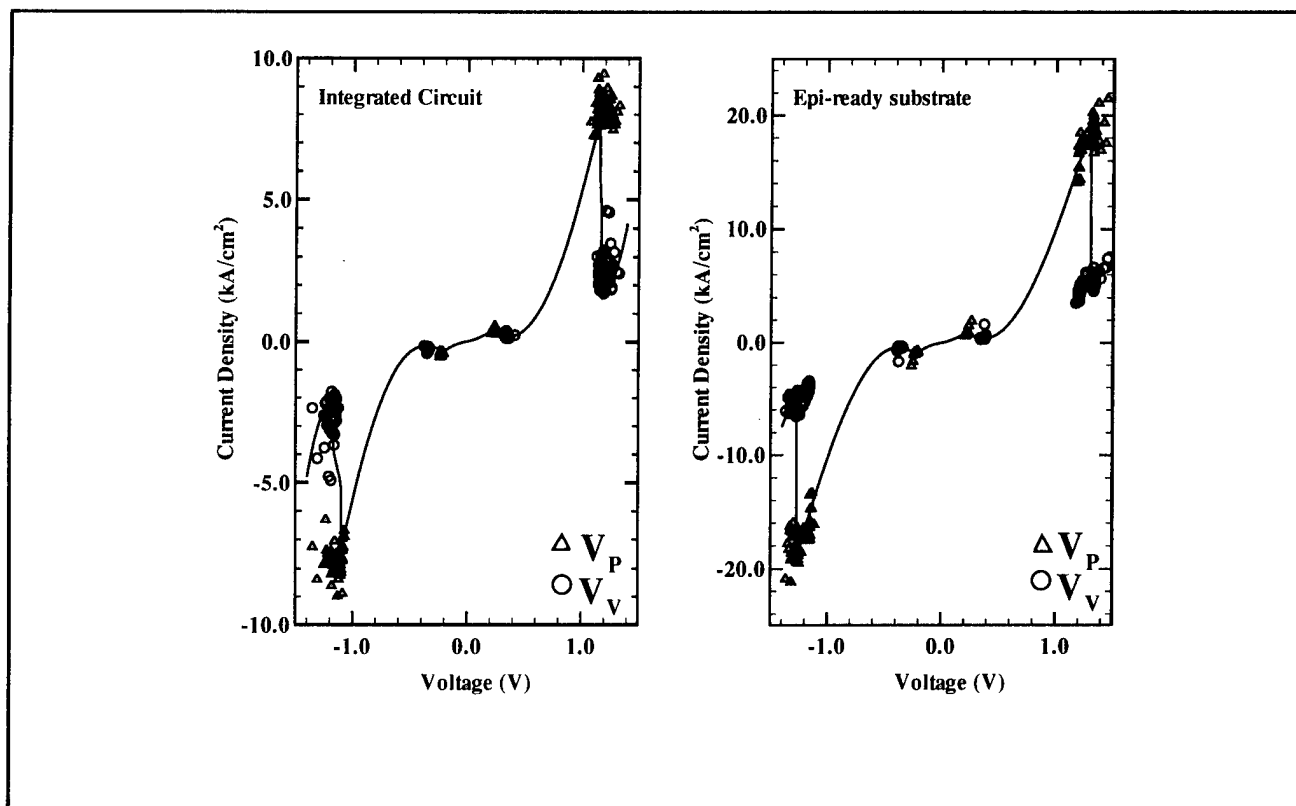 Integrated Circuit
Current Density (kA/cm²)
10.0
5.0
0.0
-5.0
-10.0
-1.0 0.0 1.0
Voltage (V)
V_P
V_V
Epi-ready substrate
Current Density (kA/cm²)
20.0
10.0
0.0
-10.0
-20.0
-1.0 0.0 1.0
Voltage (V)
V_P
V_V